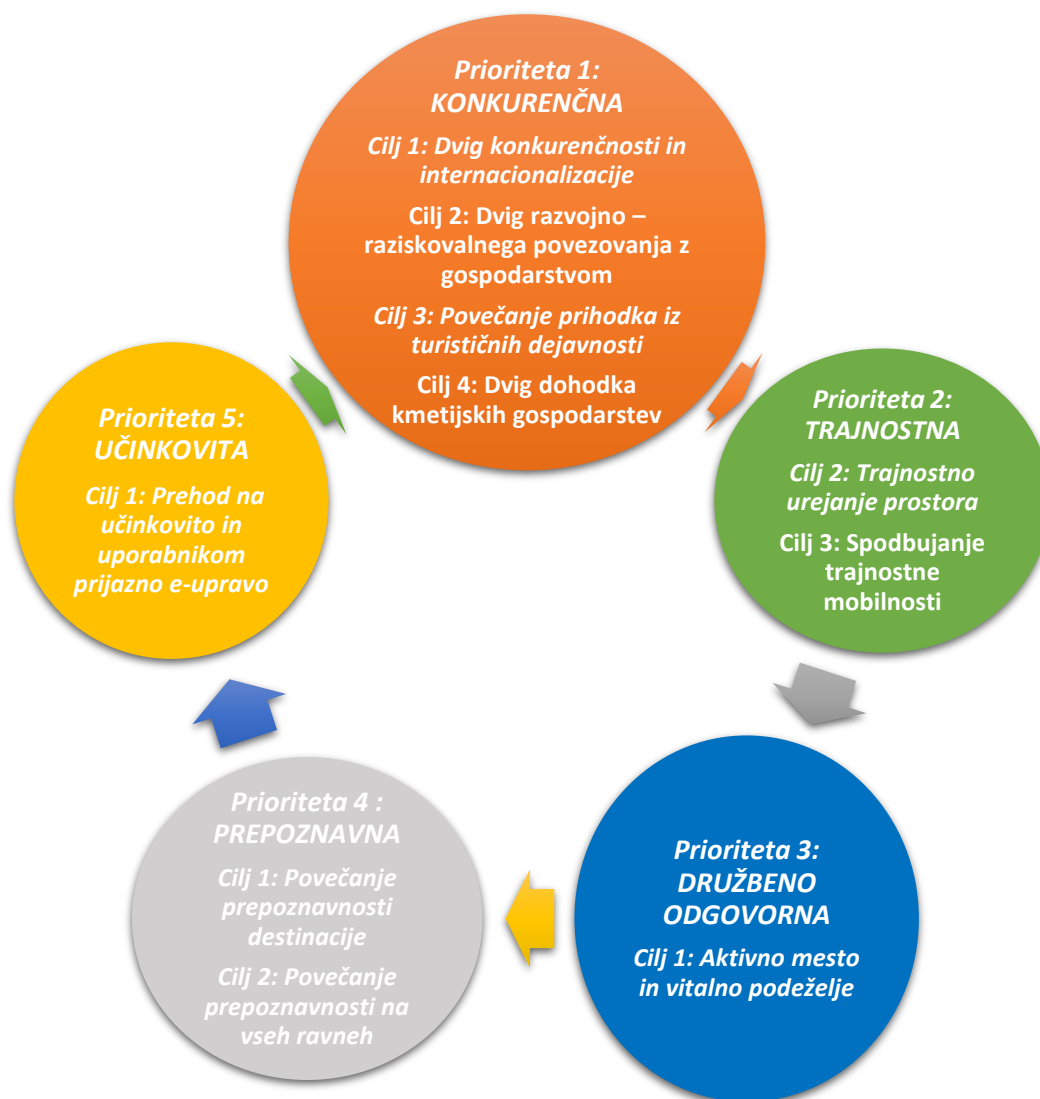 Prioriteta 1:
KONKURENČNA
Cilj 1: Dvig konkurenčnosti in
internacionalizacije
Cilj 2: Dvig razvojno –
raziskovalnega povezovanja z
gospodarstvom
Cilj 3: Povečanje prihodka iz
turističnih dejavnosti
Cilj 4: Dvig dohodka
kmetijskih gospodarstev
Prioriteta 2:
TRAJNOSTNA
Cilj 2: Trajnostno
urejanje prostora
Cilj 3: Spodbujanje
trajnostne
mobilnosti
Prioriteta 3:
DRUŽBENO
ODGOVORNA
Cilj 1: Aktivno mesto
in vitalno podeželje
Prioriteta 4 :
PREPOZNAVNA
Cilj 1: Povečanje
prepoznavnosti
destinacije
Cilj 2: Povečanje
prepoznavnosti na
vseh ravneh
Prioriteta 5:
UČINKOVITA
Cilj 1: Prehod na
učinkovito in
uporabnikom
prijazno e-upravo